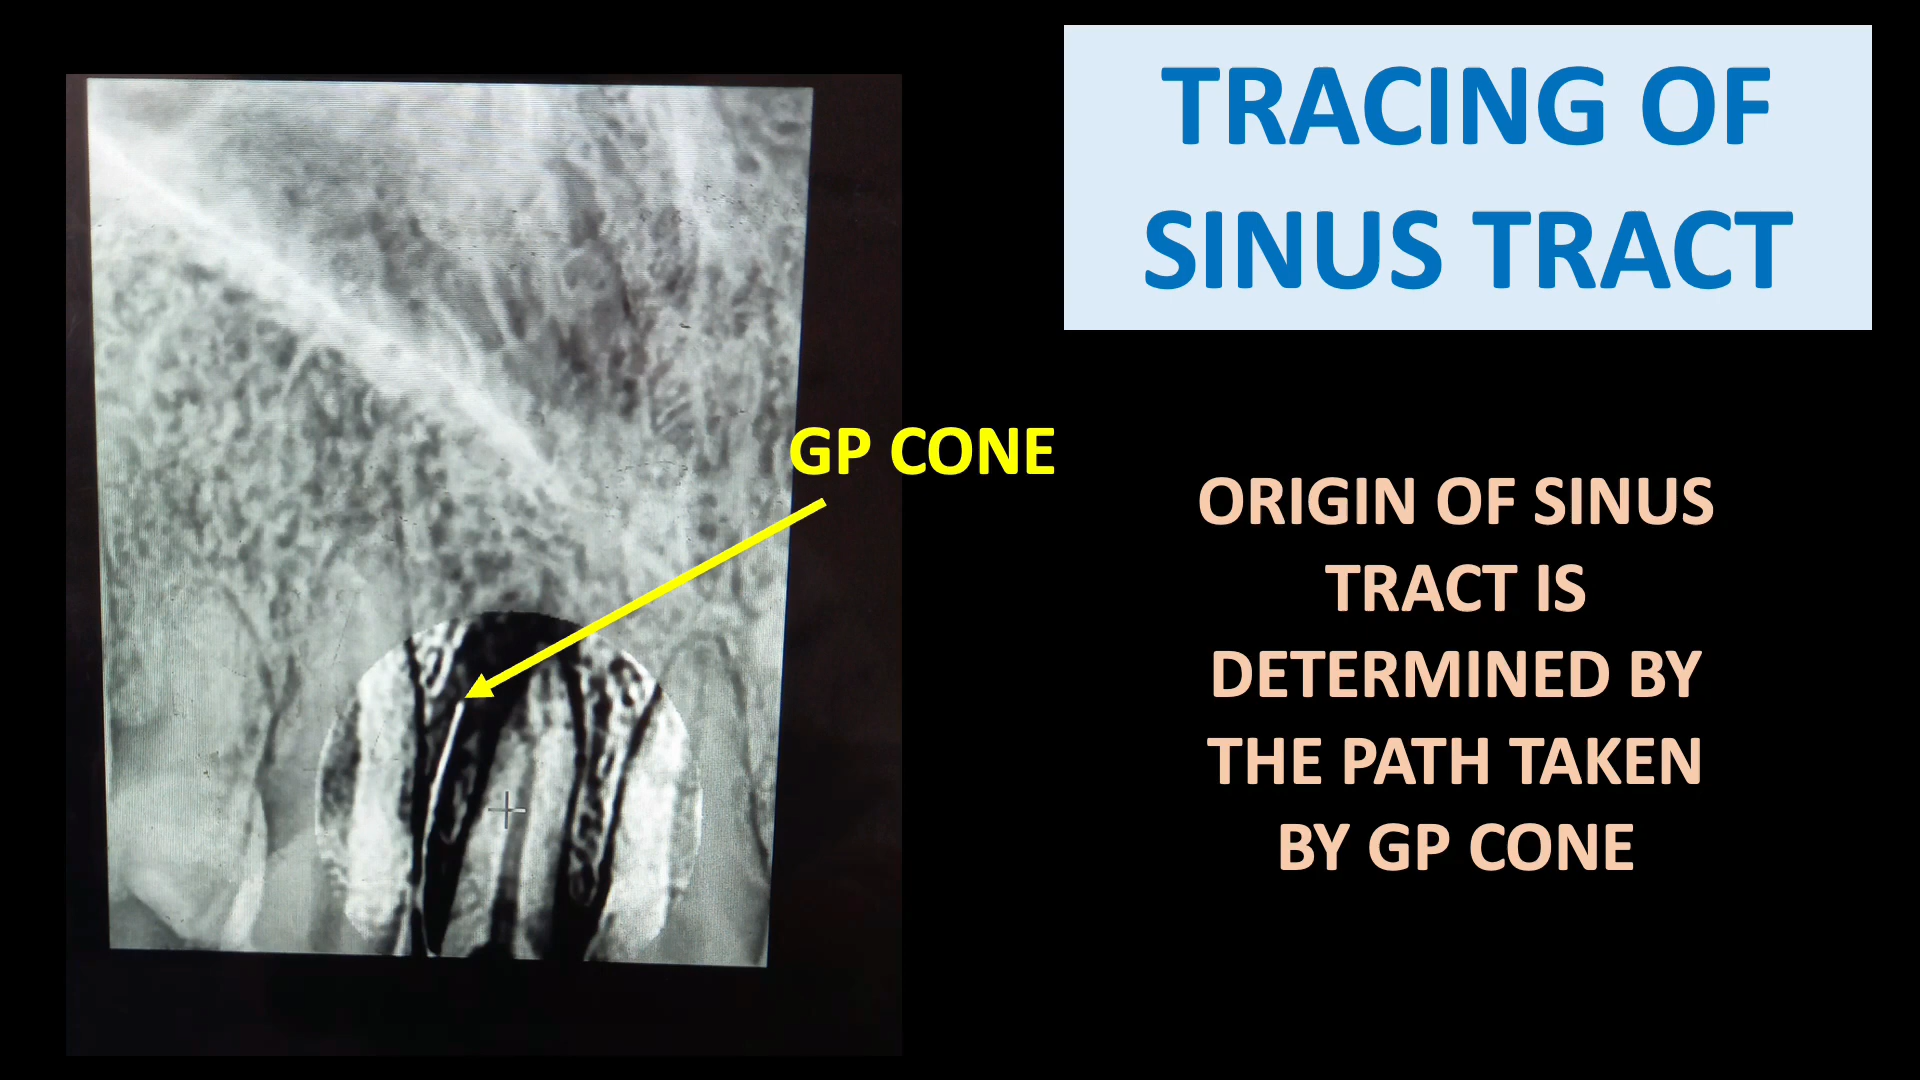 TRACING OF
SINUS TRACT
GP CONE
ORIGIN OF SINUS
TRACT IS
DETERMINED BY
THE PATH TAKEN
BY GP CONE